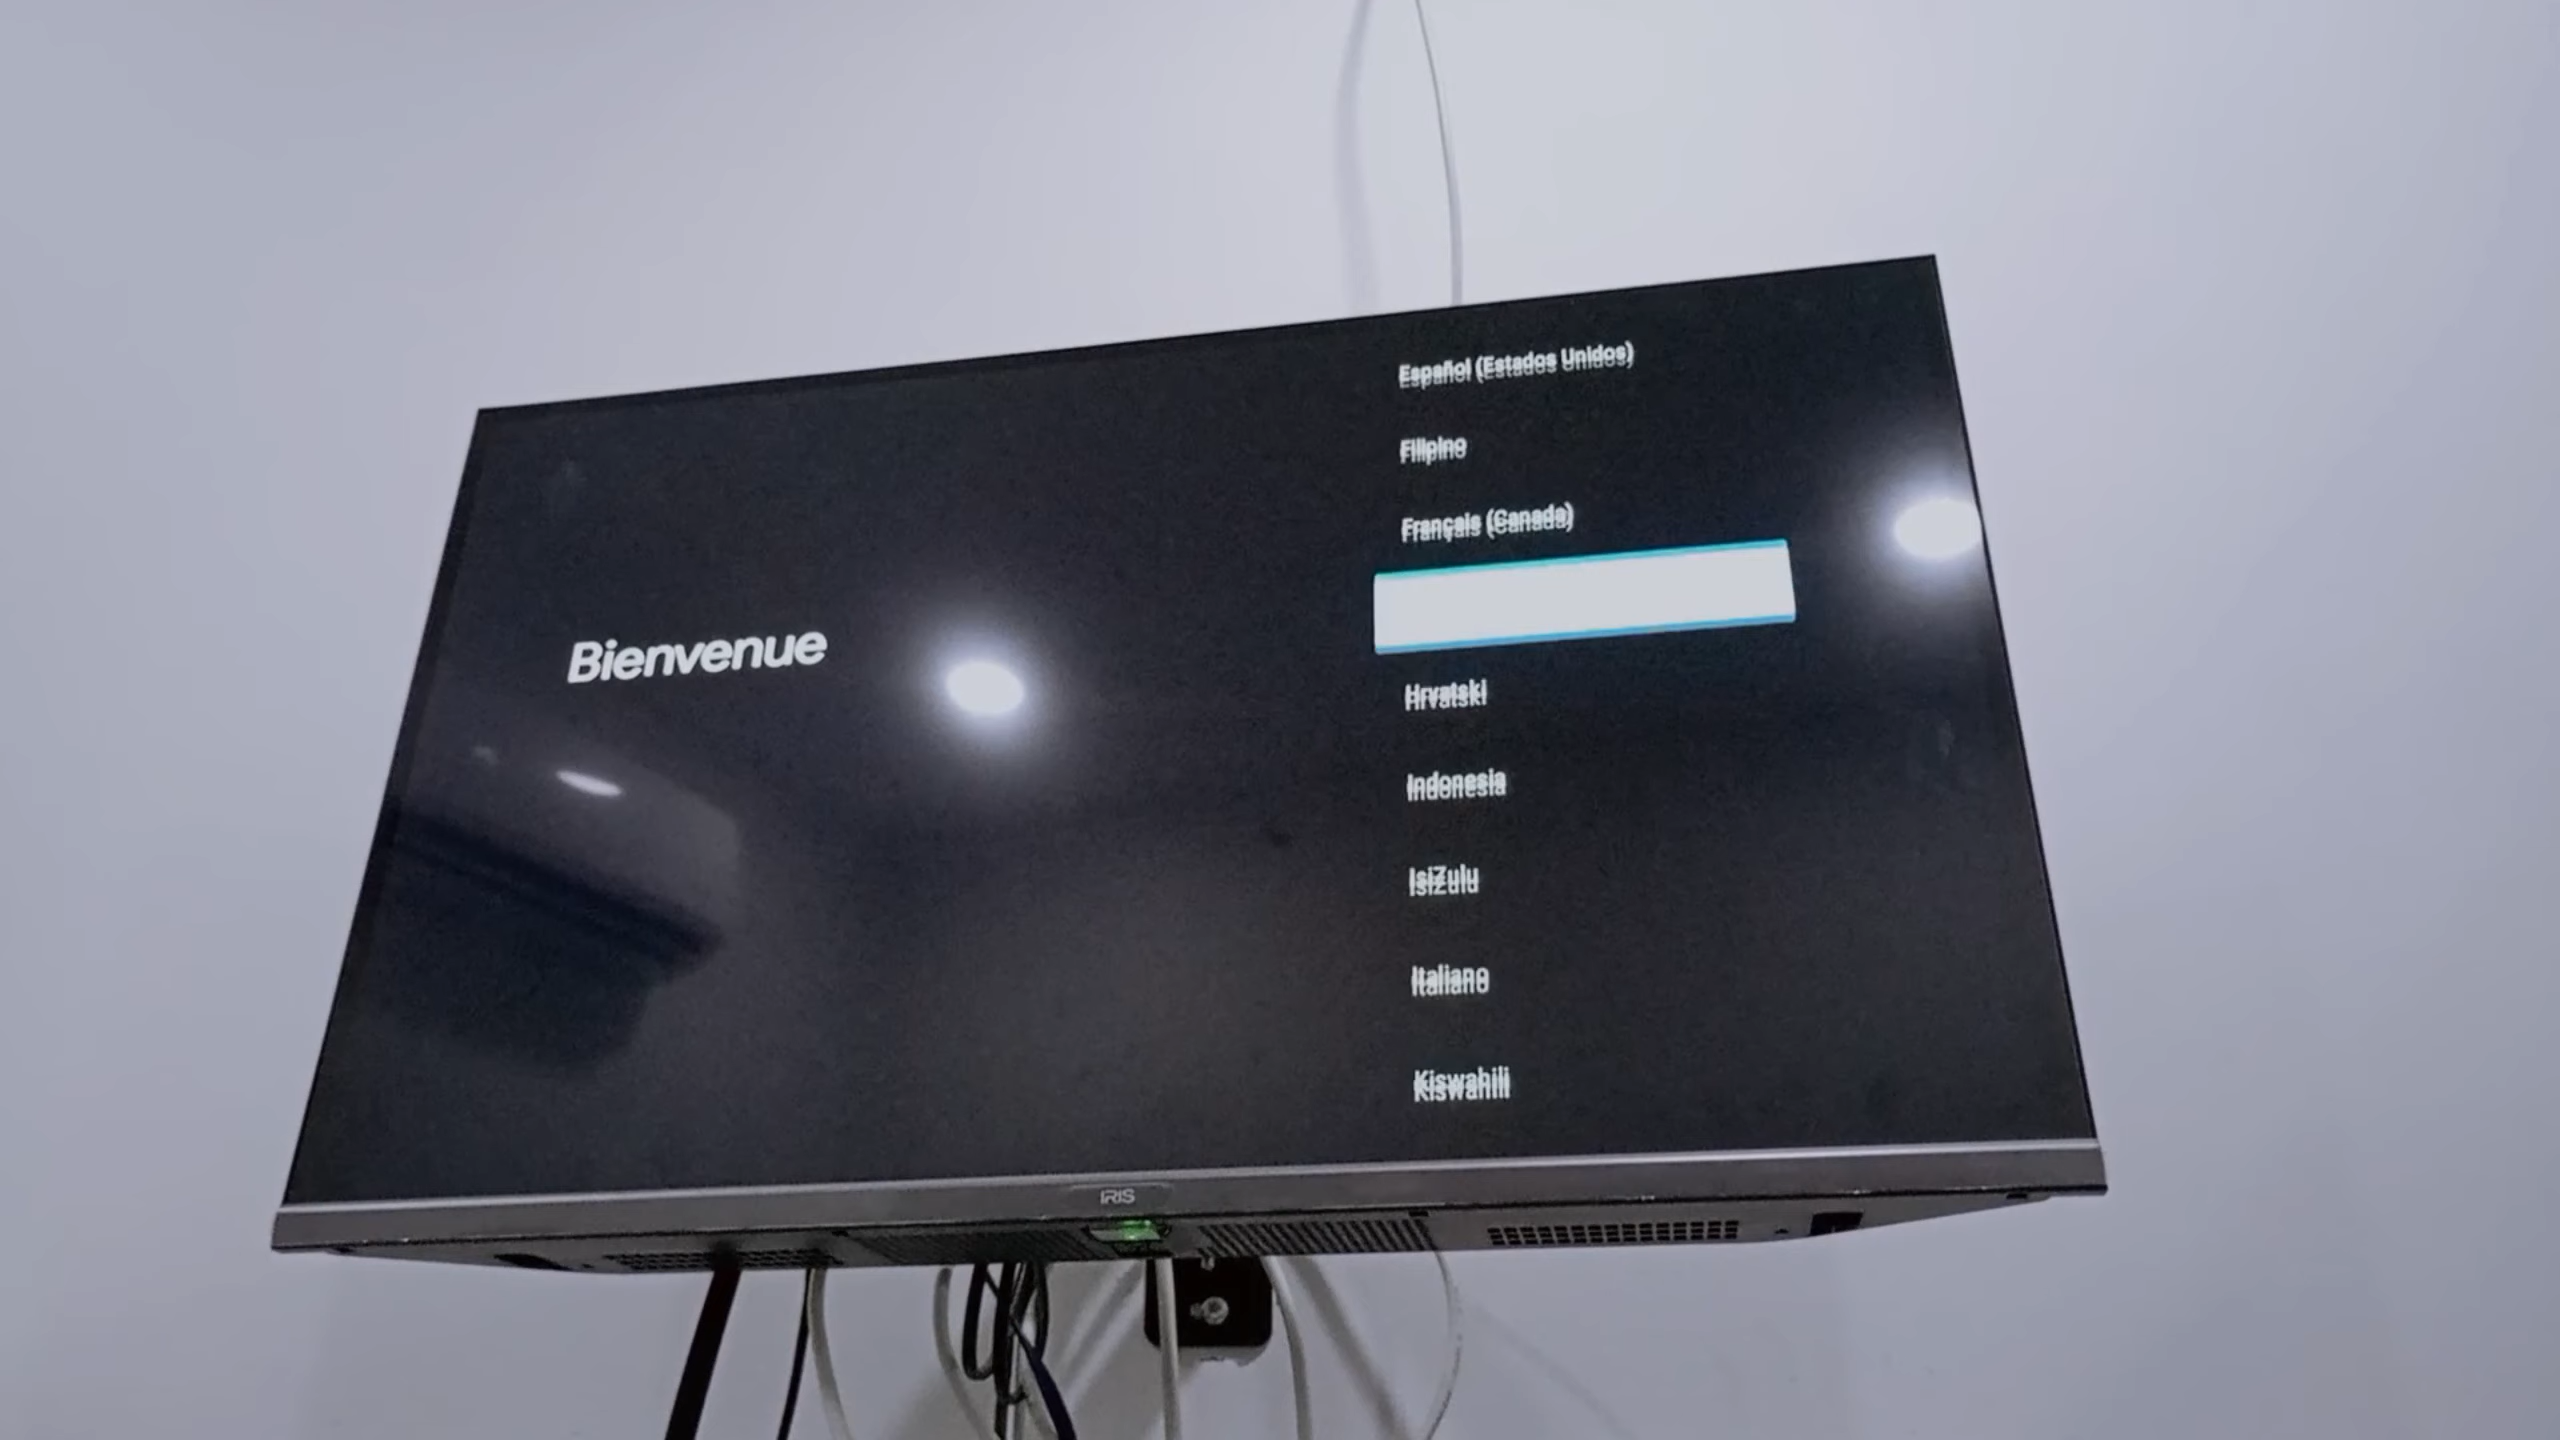 Español (Estados Unidos)
Filipino
Français (Canada)
Bienvenue
Hrvatski
Indonesia
IsiZulu
Italiano
Kiswahili
IRIS